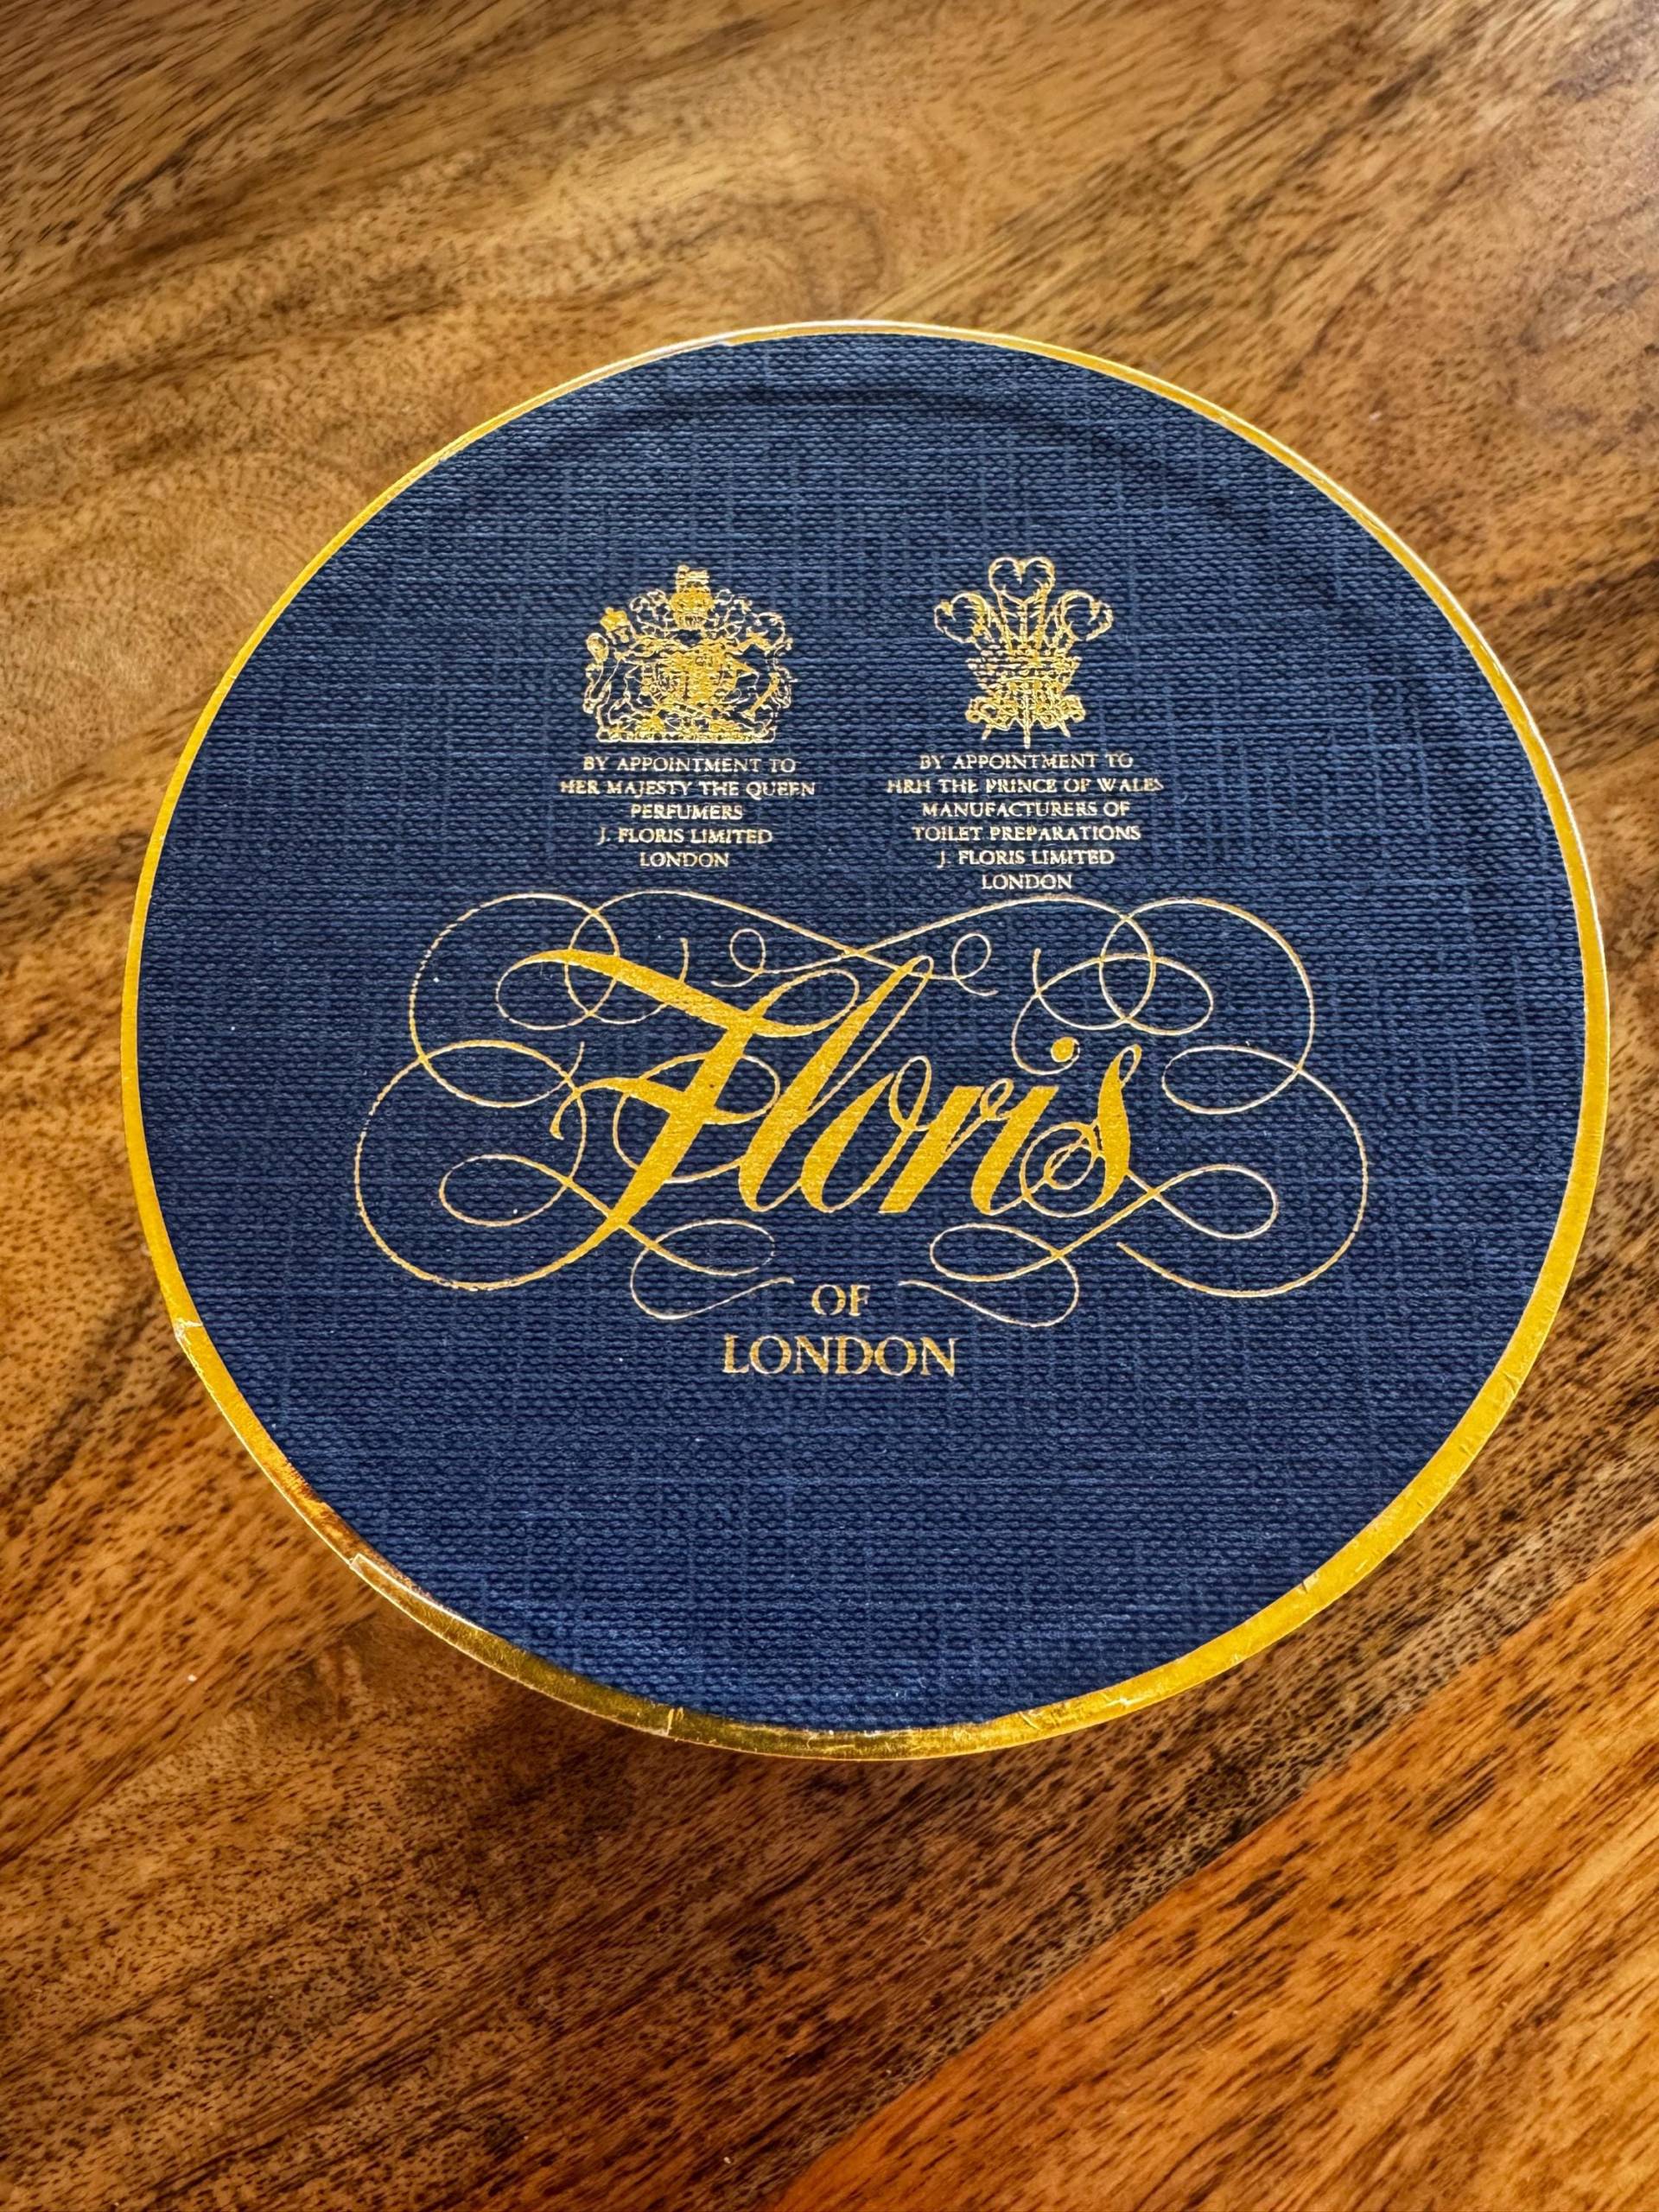 BY APPOINTMENT TO
HER MAJESTY THE QUEEN
PERFUMERS
J. FLORIS LIMITED
LONDON
BY APPOINTMENT TO
HRH THE PRINCE OF WALES
MANUFACTURERS OF
TOILET PREPARATIONS
J. FLORIS LIMITED
LONDON
Floris
OF
LONDON